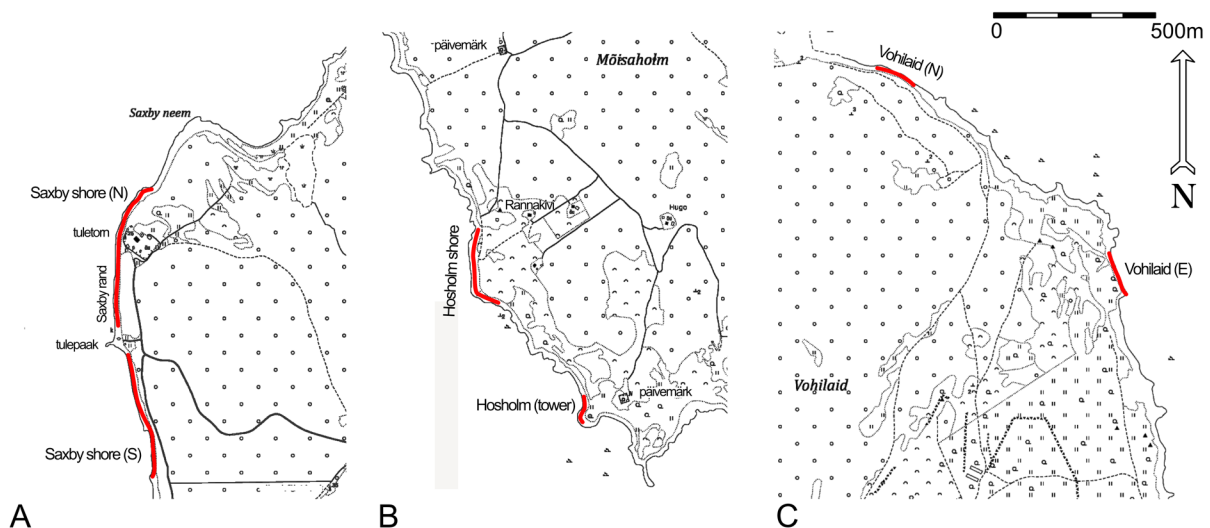 A
Saxby neem
Saxby shore (N)
tuletorn
Saxby rand
tulepaak
Saxby shore (S)
B
päivemärk
Mõisaholm
Rannakivi
Hugo
Hosholm shore
päivemärk
Hosholm (tower)
C
0 500m
N
Vohilaid (N)
Vohilaid (E)
Vohilaid